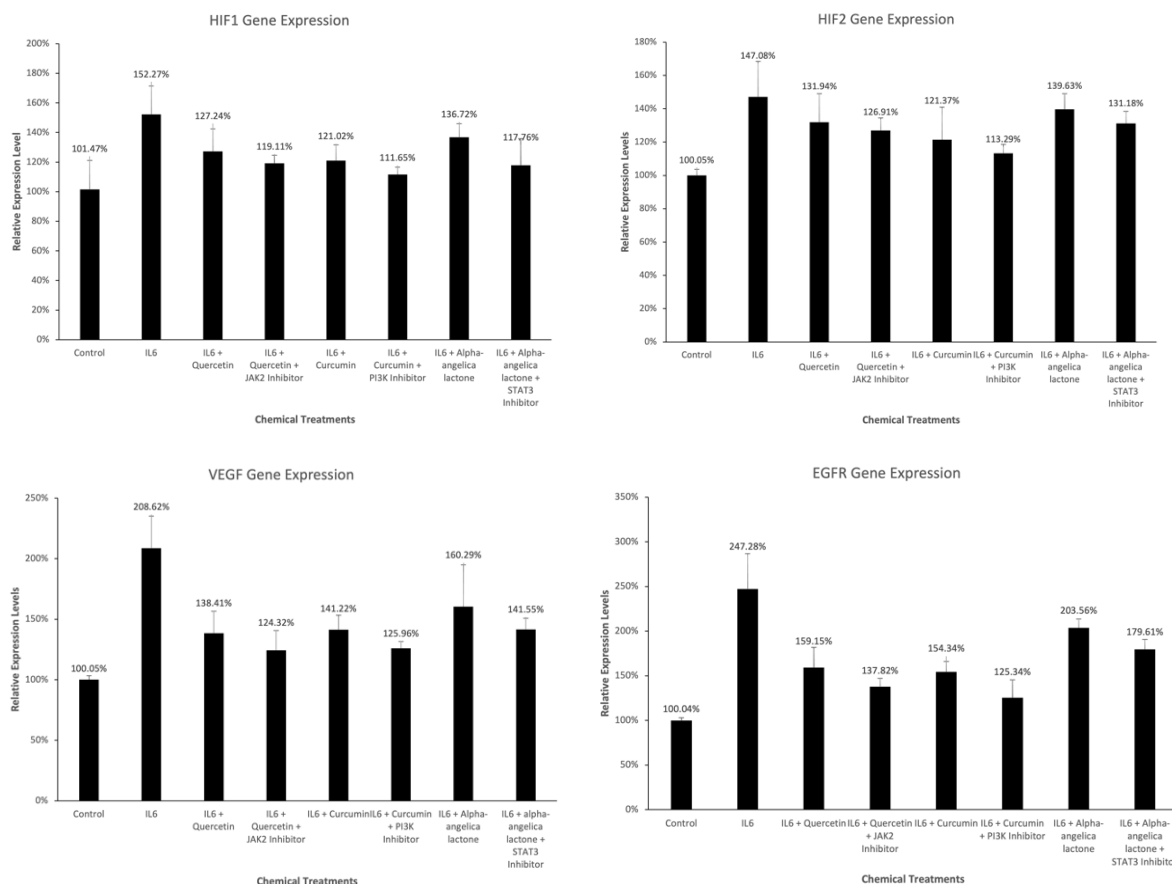 HIF1 Gene Expression
Relative Expression Levels
200%
180%
160%
140%
120%
100%
80%
60%
40%
20%
0%
101.47%
152.27%
127.24%
119.11%
121.02%
111.65%
136.72%
117.76%
Control
IL6
IL6 +
Quercetin
IL6 +
Quercetin +
JAK2 Inhibitor
IL6 +
Curcumin
IL6 +
Curcumin +
PI3K Inhibitor
IL6 + Alpha-
angelica
lactone
IL6 + Alpha-
angelica
lactone +
STAT3
Inhibitor
Chemical Treatments
HIF2 Gene Expression
Relative Expression Levels
180%
160%
140%
120%
100%
80%
60%
40%
20%
0%
100.05%
147.08%
131.94%
126.91%
121.37%
113.29%
139.63%
131.18%
Control
IL6
IL6 +
Quercetin
IL6 +
Quercetin +
JAK2 Inhibitor
IL6 + Curcumin
IL6 + Curcumin
+ PI3K
Inhibitor
IL6 + Alpha-
angelica
lactone
IL6 + Alpha-
angelica
lactone +
STAT3
Inhibitor
Chemical Treatments
VEGF Gene Expression
Relative Expression Levels
250%
200%
150%
100%
50%
0%
100.05%
208.62%
138.41%
124.32%
141.22%
125.96%
160.29%
141.55%
Control
IL6
IL6 +
Quercetin
IL6 +
Quercetin +
JAK2 Inhibitor
IL6 + Curcumin
IL6 + Curcumin
+ PI3K
Inhibitor
IL6 + Alpha-
angelica
lactone
IL6 + alpha-
angelica
lactone +
STAT3
Inhibitor
Chemical Treatments
EGFR Gene Expression
Relative Expression Levels
350%
300%
250%
200%
150%
100%
50%
0%
100.04%
247.28%
159.15%
137.82%
154.34%
125.34%
203.56%
179.61%
Control
IL6
IL6 + Quercetin
IL6 + Quercetin
+ JAK2
Inhibitor
IL6 + Curcumin
IL6 + Curcumin
+ PI3K Inhibitor
IL6 + Alpha-
angelica
lactone
IL6 + Alpha-
angelica
lactone +
STAT3 Inhibitor
Chemical Treatments